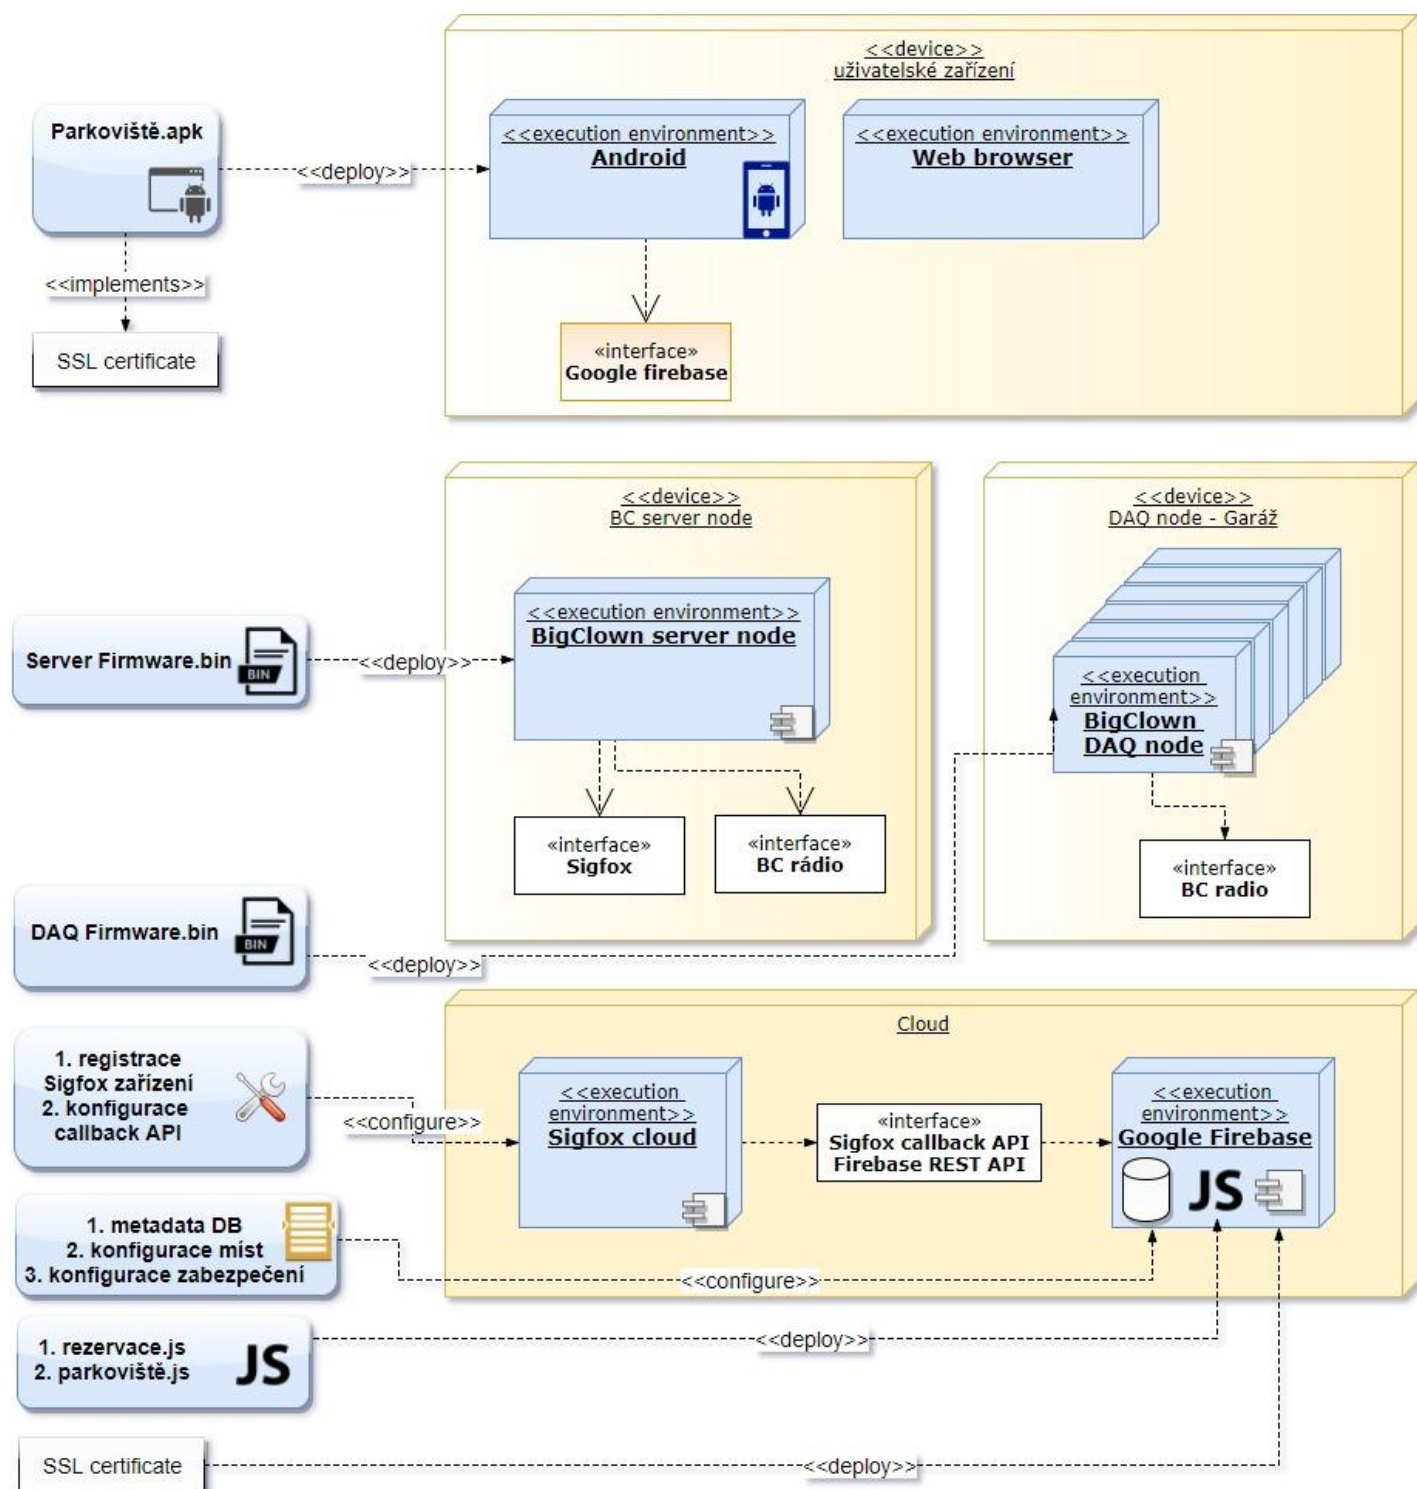 <<device>>
uživatelské zařízení
Parkoviště.apk
<<deploy>>
<<execution environment>>
Android
<<execution environment>>
Web browser
<<implements>>
SSL certificate
«interface»
Google firebase
<<device>>
BC server node
<<device>>
DAQ node - Garáž
Server Firmware.bin
BIN
<<deploy>>
<<execution environment>>
BigClown server node
<<execution
environment>>
BigClown
DAQ node
«interface»
Sigfox
«interface»
BC rádio
«interface»
BC radio
DAQ Firmware.bin
BIN
<<deploy>>
Cloud
1. registrace
Sigfox zařízení
2. konfigurace
callback API
<<configure>>
<<execution
environment>>
Sigfox cloud
«interface»
Sigfox callback API
Firebase REST API
<<execution
environment>>
Google Firebase
JS
1. metadata DB
2. konfigurace míst
3. konfigurace zabezpečení
<<configure>>
1. rezervace.js
2. parkoviště.js
JS
<<deploy>>
SSL certificate
<<deploy>>